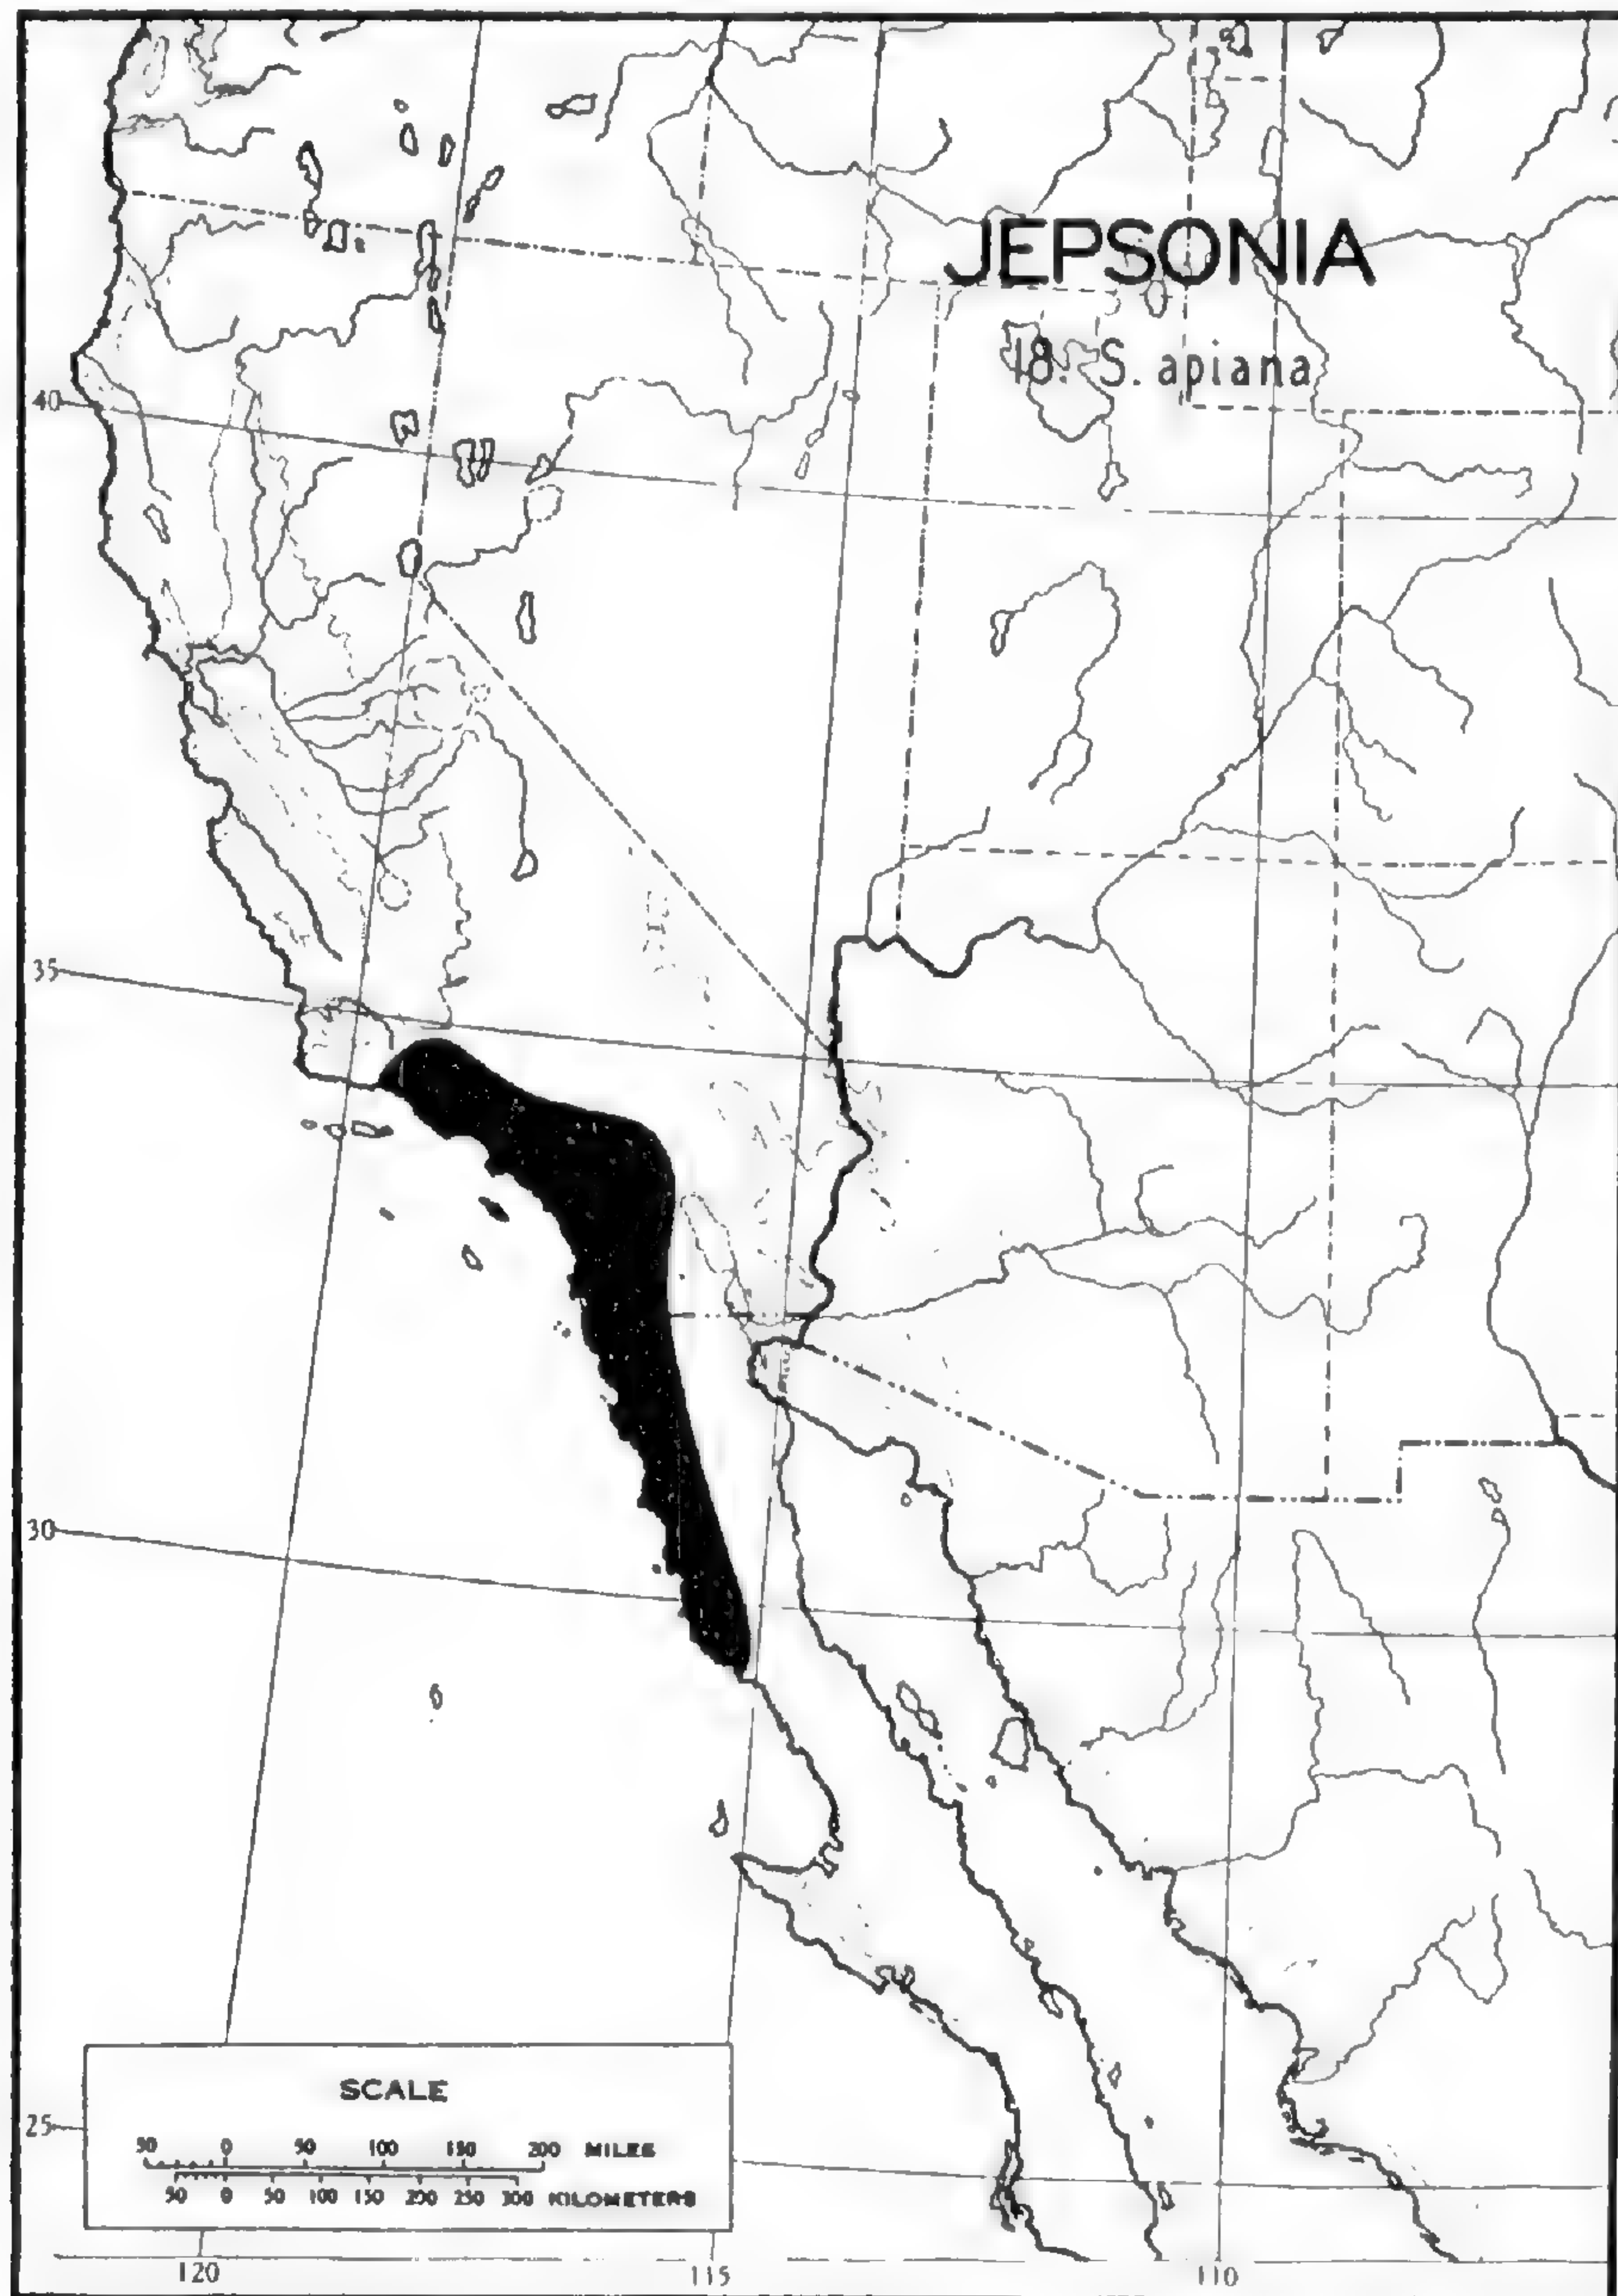 JEPSONIA
18. S. apiana
40
35
30
25
SCALE
50 0 50 100 150 200 MILES
50 0 50 100 150 200 250 300 KILOMETERS
120 115 110